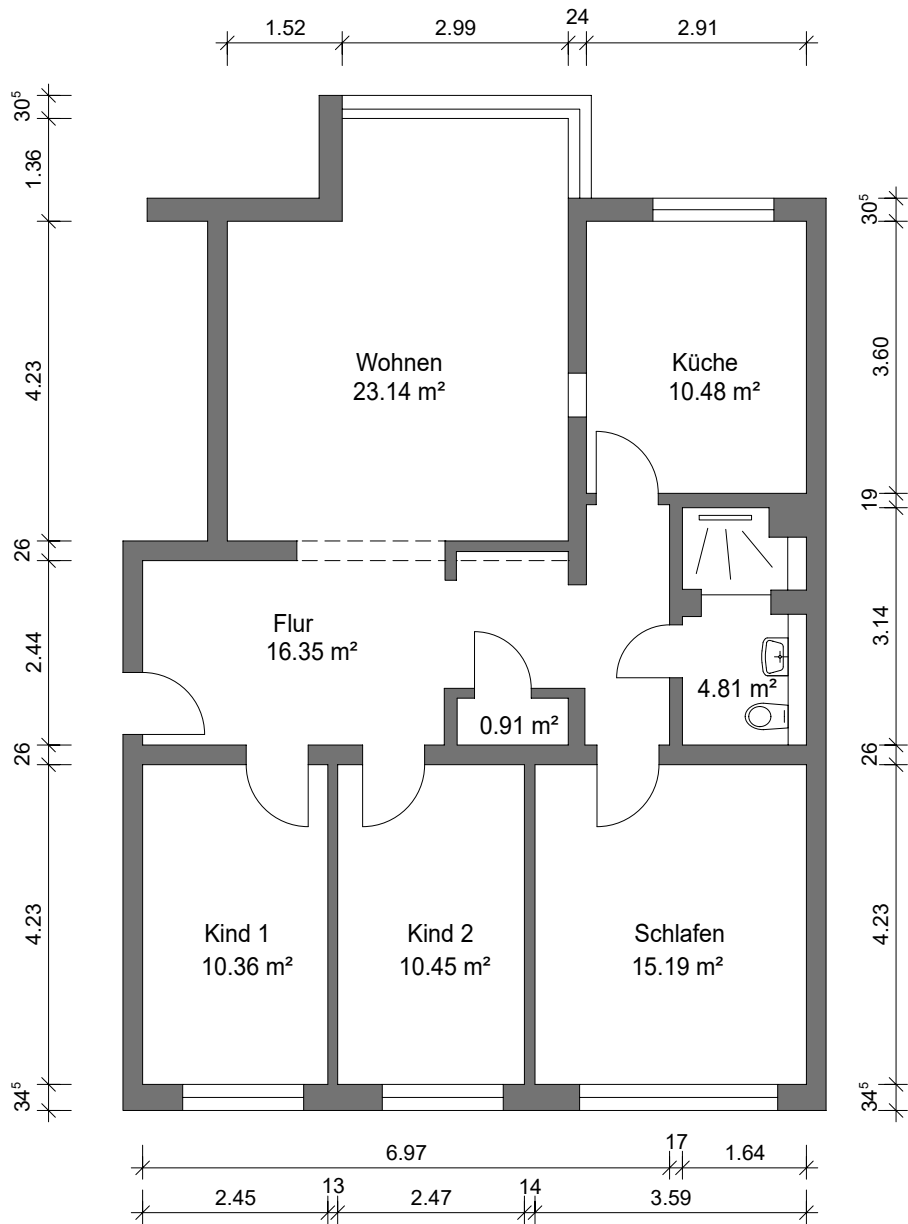 1.52
2.99
24
2.91
30⁵
1.36
4.23
26
2.44
26
4.23
34⁵
30⁵
3.60
19
3.14
26
4.23
34⁵
Wohnen
23.14 m²
Küche
10.48 m²
Flur
16.35 m²
4.81 m²
0.91 m²
Kind 1
10.36 m²
Kind 2
10.45 m²
Schlafen
15.19 m²
6.97
17
1.64
2.45
13
2.47
14
3.59